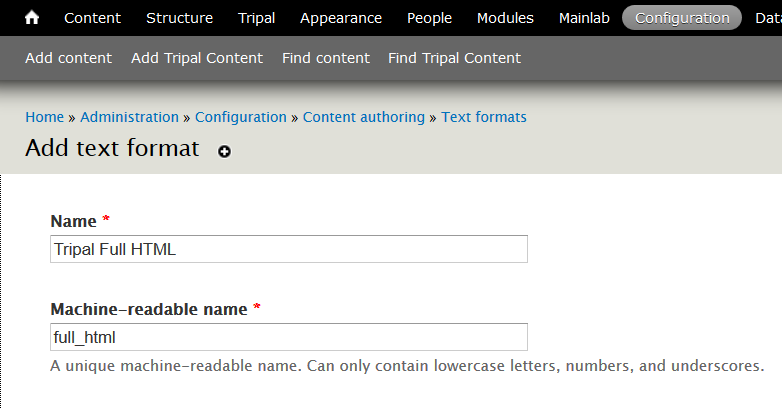 Content Structure Tripal Appearance People Modules Mainlab Configuration Data
Add content Add Tripal Content Find content Find Tripal Content
Home » Administration » Configuration » Content authoring » Text formats
Add text format
Name *
Tripal Full HTML
Machine-readable name *
full_html
A unique machine-readable name. Can only contain lowercase letters, numbers, and underscores.